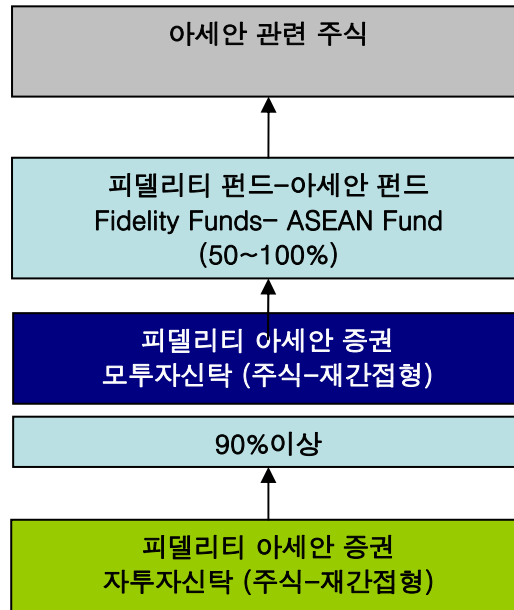 아세안 관련 주식
피델리티 펀드-아세안 펀드
Fidelity Funds- ASEAN Fund
(50~100%)
피델리티 아세안 증권
모투자신탁 (주식-재간접형)
90%이상
피델리티 아세안 증권
자투자신탁 (주식-재간접형)